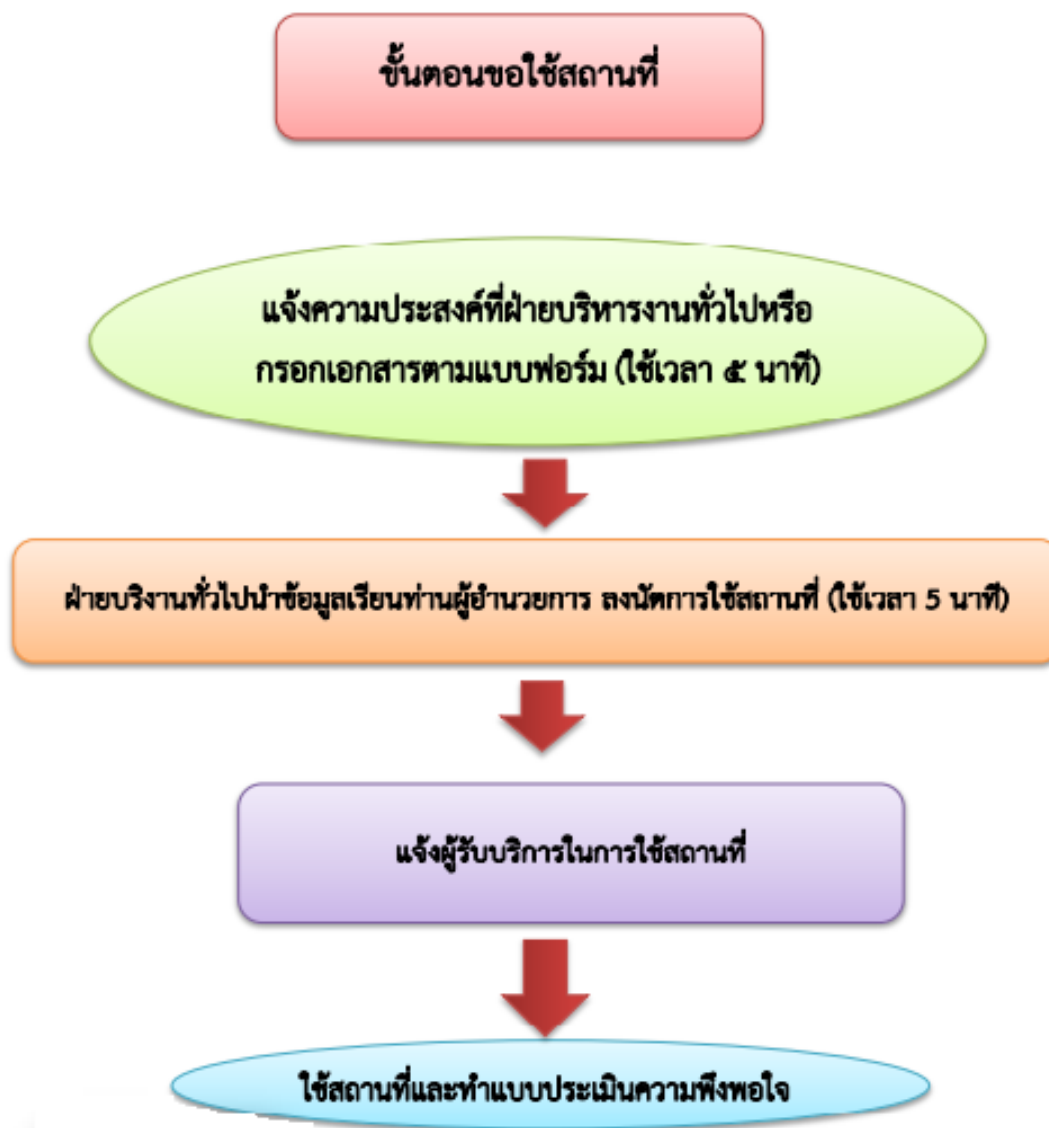 ขั้นตอนขอใช้สถานที่
แจ้งความประสงค์ที่ฝ่ายบริหารงานทั่วไปหรือ
กรอกเอกสารตามแบบฟอร์ม (ใช้เวลา ๕ นาที)
ฝ่ายบริงานทั่วไปนำข้อมูลเรียนท่านผู้อำนวยการ ลงนัดการใช้สถานที่ (ใช้เวลา 5 นาที)
แจ้งผู้รับบริการในการใช้สถานที่
ใช้สถานที่และทำแบบประเมินความพึงพอใจ